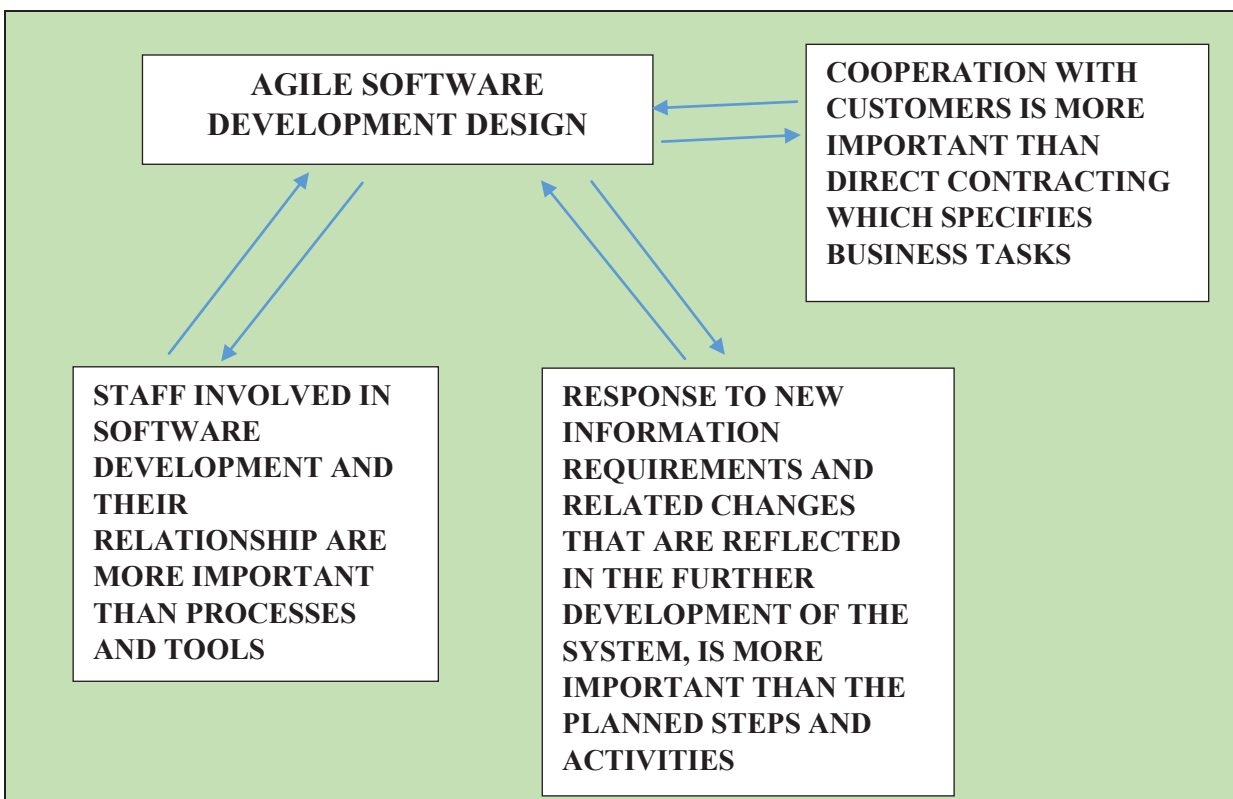 AGILE SOFTWARE
DEVELOPMENT DESIGN
COOPERATION WITH
CUSTOMERS IS MORE
IMPORTANT THAN
DIRECT CONTRACTING
WHICH SPECIFIES
BUSINESS TASKS
STAFF INVOLVED IN
SOFTWARE
DEVELOPMENT AND
THEIR
RELATIONSHIP ARE
MORE IMPORTANT
THAN PROCESSES
AND TOOLS
RESPONSE TO NEW
INFORMATION
REQUIREMENTS AND
RELATED CHANGES
THAT ARE REFLECTED
IN THE FURTHER
DEVELOPMENT OF THE
SYSTEM, IS MORE
IMPORTANT THAN THE
PLANNED STEPS AND
ACTIVITIES